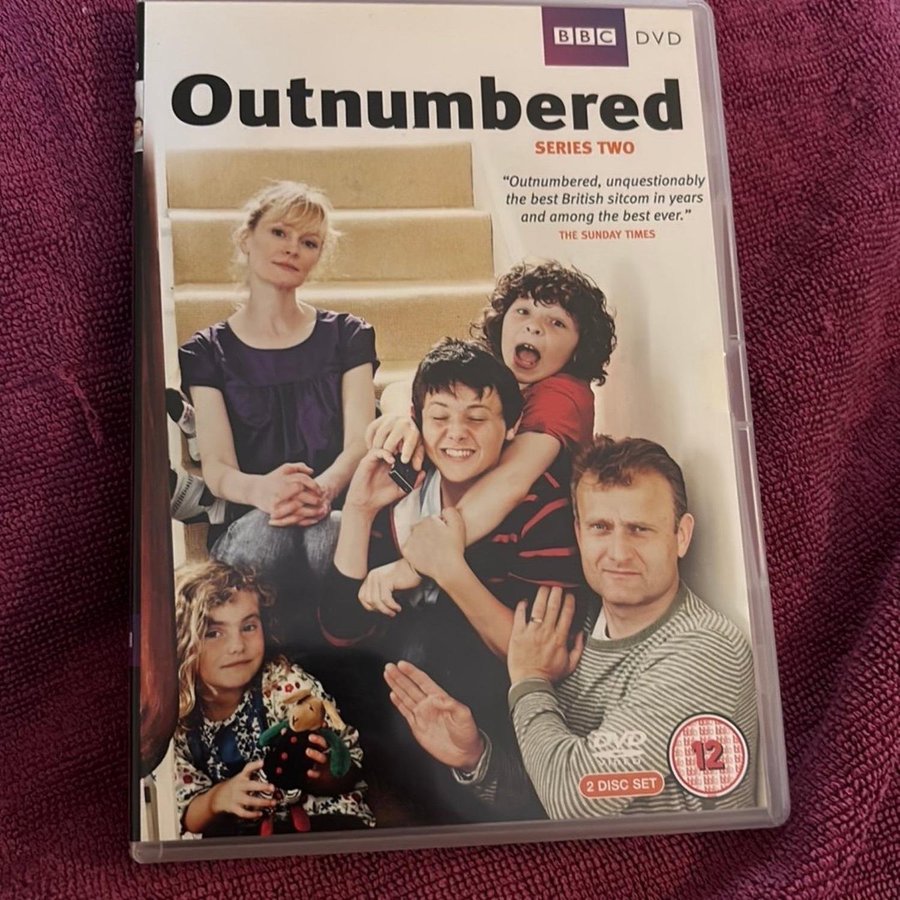 BBC DVD
Outnumbered
SERIES TWO
“Outnumbered, unquestionably
the best British sitcom in years
and among the best ever.”
THE SUNDAY TIMES
DVD
VIDEO
2 DISC SET
12